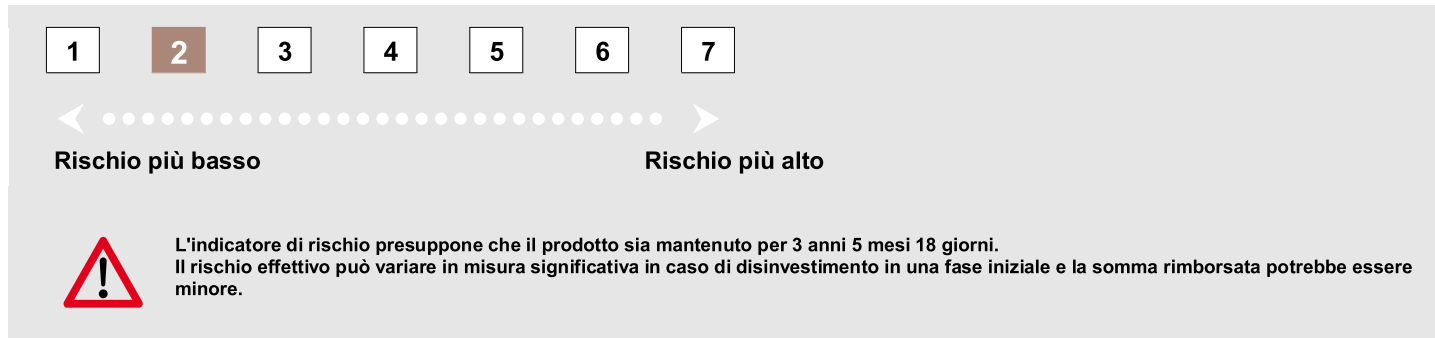 1 2 3 4 5 6 7
Rischio più basso Rischio più alto
L'indicatore di rischio presuppone che il prodotto sia mantenuto per 3 anni 5 mesi 18 giorni.
Il rischio effettivo può variare in misura significativa in caso di disinvestimento in una fase iniziale e la somma rimborsata potrebbe essere
minore.